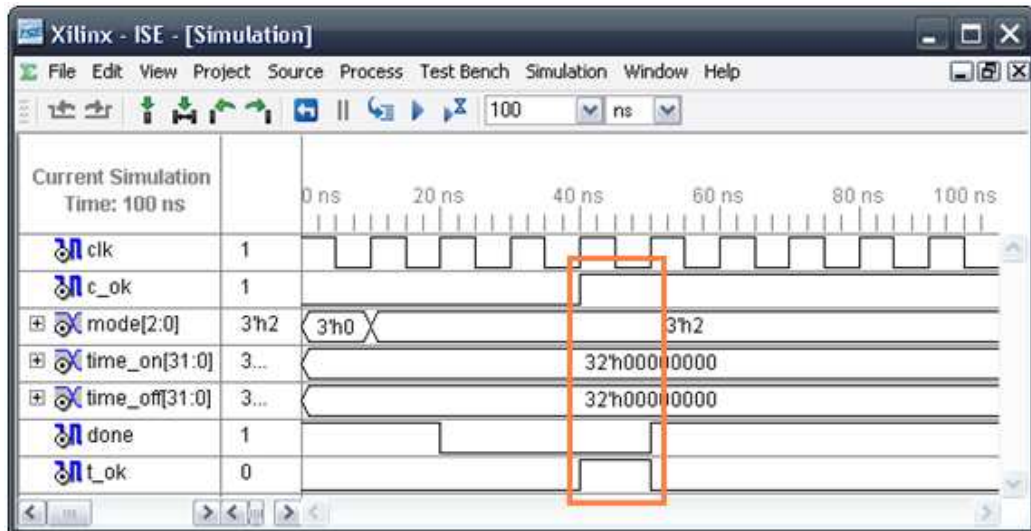 Xilinx - ISE - [Simulation]
File Edit View Project Source Process Test Bench Simulation Window Help
100 ns
Current Simulation
Time: 100 ns
0 ns 20 ns 40 ns 60 ns 80 ns 100 ns
clk 1
c_ok 1
mode[2:0] 3'h2 3'h0 3'h2
time_on[31:0] 3... 32'h00000000
time_off[31:0] 3... 32'h00000000
done 1
t_ok 0